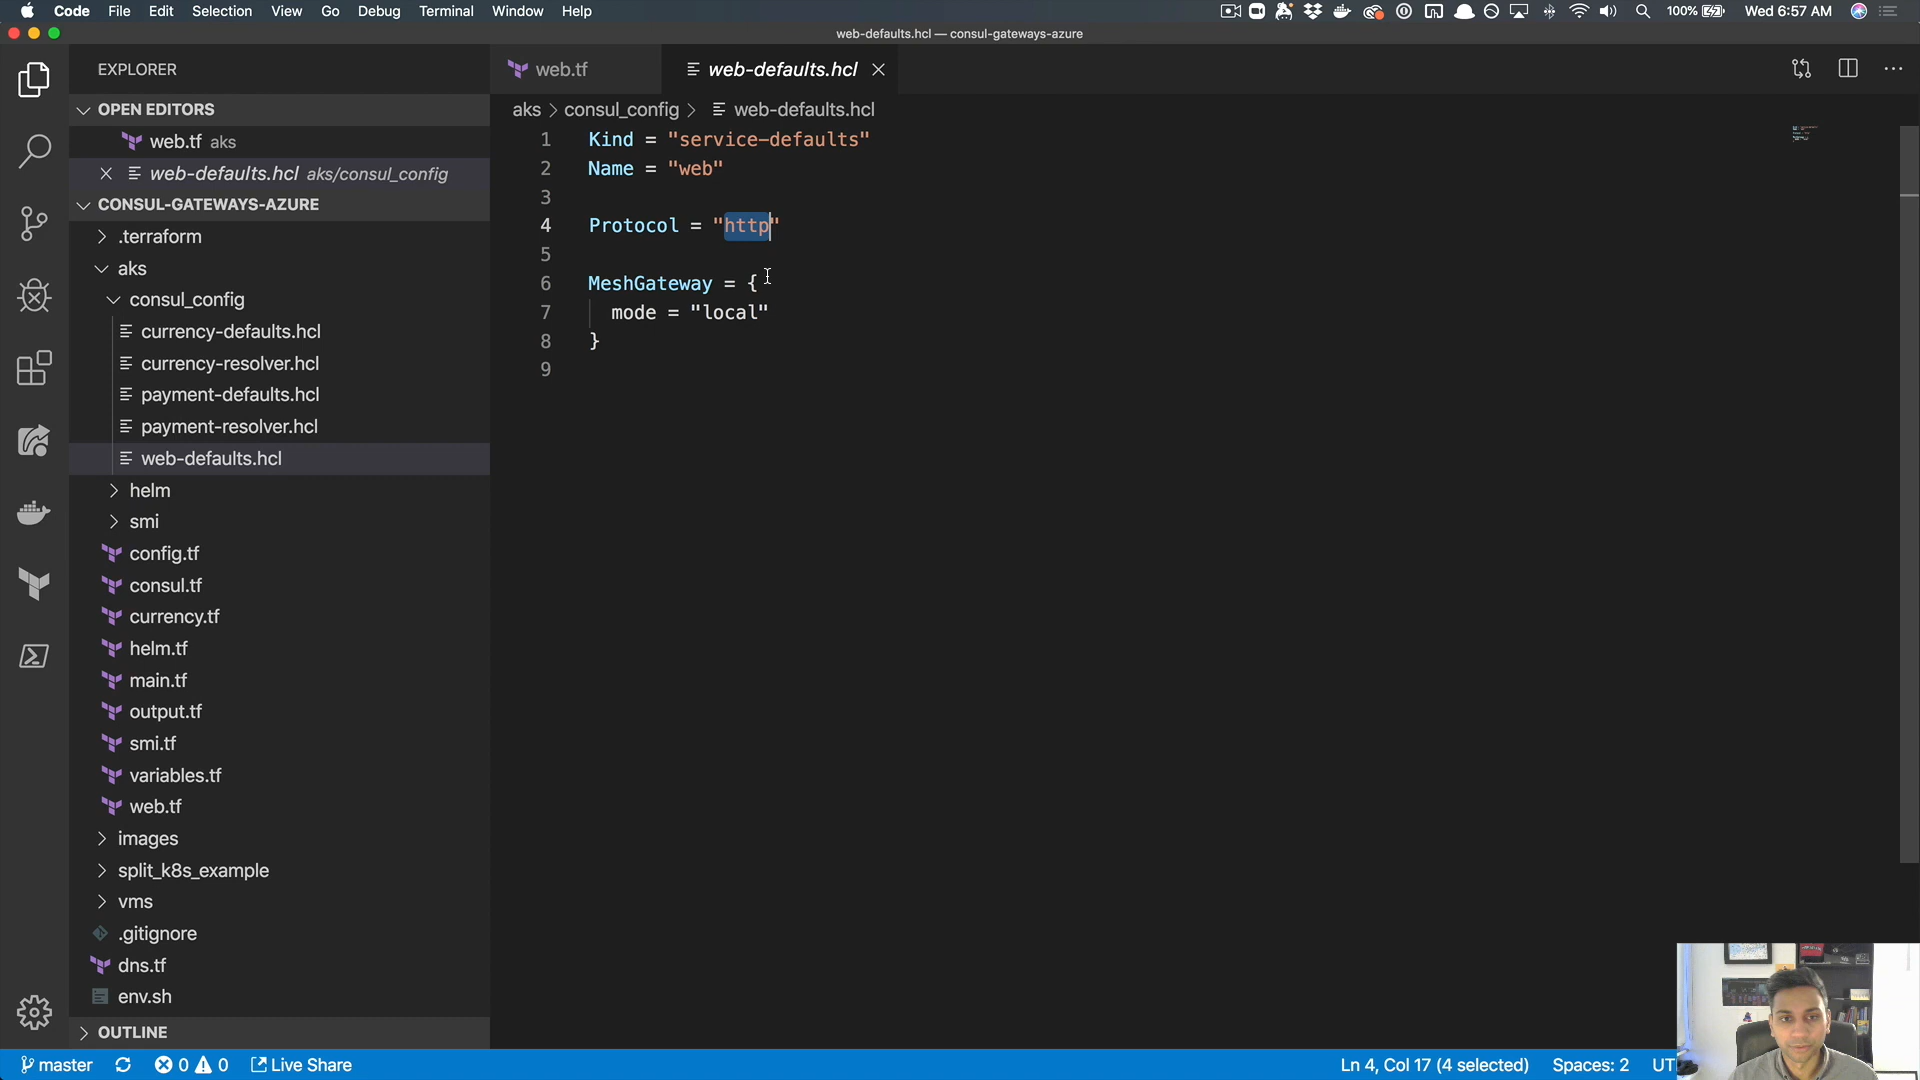 Code File Edit Selection View Go Debug Terminal Window Help 100% Wed 6:57 AM
web-defaults.hcl — consul-gateways-azure
EXPLORER
OPEN EDITORS
web.tf aks
web-defaults.hcl aks/consul_config
CONSUL-GATEWAYS-AZURE
.terraform
aks
consul_config
currency-defaults.hcl
currency-resolver.hcl
payment-defaults.hcl
payment-resolver.hcl
web-defaults.hcl
helm
smi
config.tf
consul.tf
currency.tf
helm.tf
main.tf
output.tf
smi.tf
variables.tf
web.tf
images
split_k8s_example
vms
.gitignore
dns.tf
env.sh
OUTLINE
web.tf web-defaults.hcl
aks > consul_config > web-defaults.hcl
1 Kind = "service-defaults"
2 Name = "web"
3
4 Protocol = "http"
5
6 MeshGateway = {
7 mode = "local"
8 }
9
master 0 0 Live Share Ln 4, Col 17 (4 selected) Spaces: 2 UT